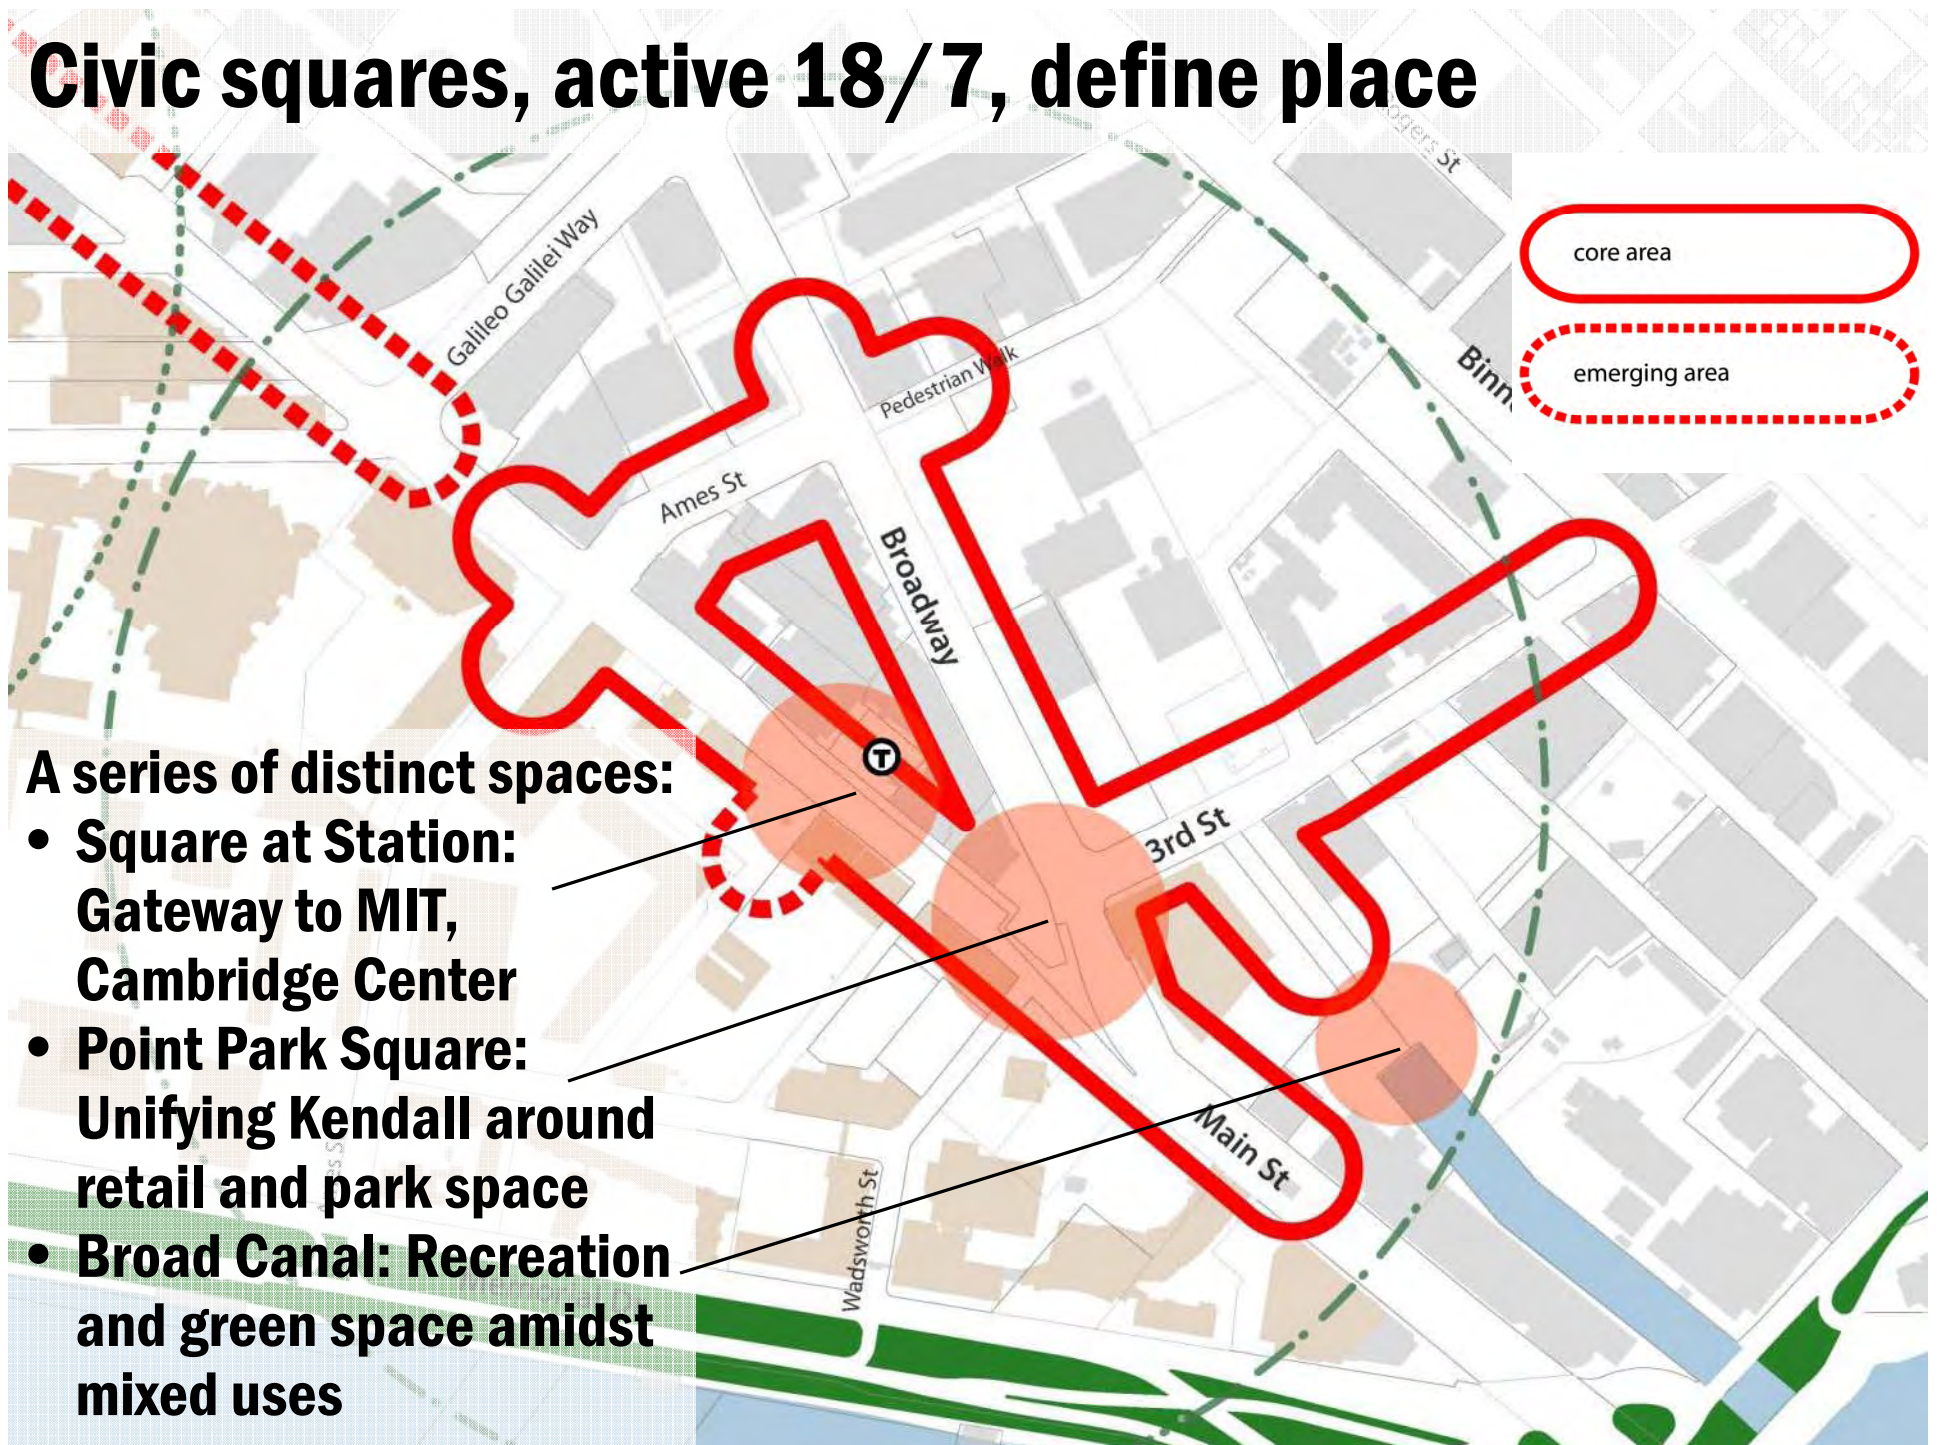 Civic squares, active 18/7, define place
Rogers St
core area
Galileo Galilei Way
emerging area
Pedestrian Walk
Ames St
Broadway
T
3rd St
A series of distinct spaces:
• Square at Station:
Gateway to MIT,
Cambridge Center
• Point Park Square:
Unifying Kendall around
retail and park space
• Broad Canal: Recreation
and green space amidst
mixed uses
Main St
Wadsworth St